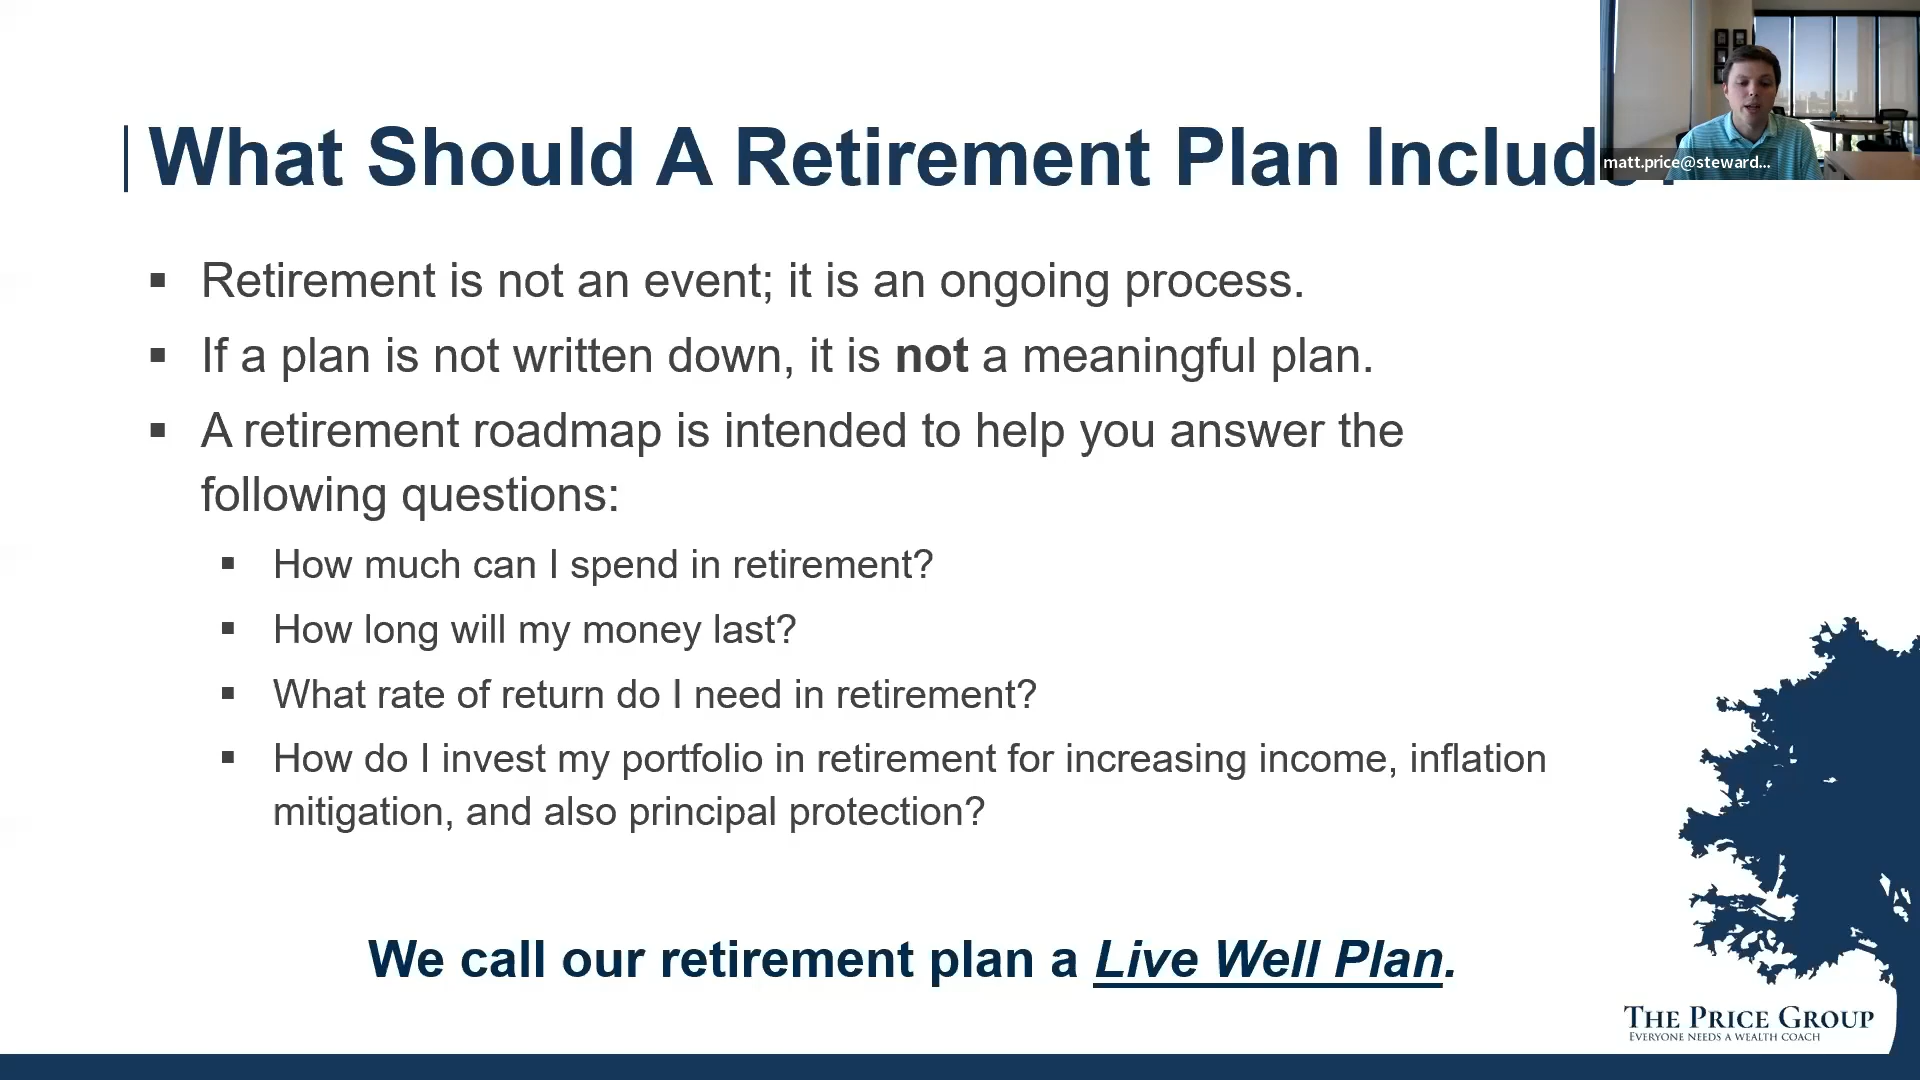 What Should A Retirement Plan Include?
matt.price@steward...
Retirement is not an event; it is an ongoing process.
If a plan is not written down, it is not a meaningful plan.
A retirement roadmap is intended to help you answer the
following questions:
How much can I spend in retirement?
How long will my money last?
What rate of return do I need in retirement?
How do I invest my portfolio in retirement for increasing income, inflation
mitigation, and also principal protection?
We call our retirement plan a Live Well Plan.
THE PRICE GROUP
EVERYONE NEEDS A WEALTH COACH